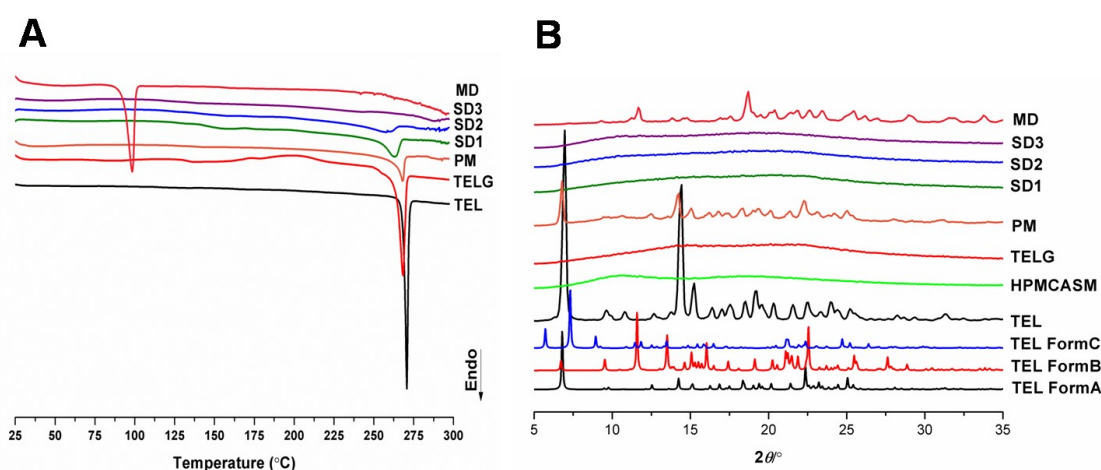 A
MD
SD3
SD2
SD1
PM
TELG
TEL
Endo
25 50 75 100 125 150 175 200 225 250 275 300
Temperature (°C)
B
MD
SD3
SD2
SD1
PM
TELG
HPMCASM
TEL
TEL FormC
TEL FormB
TEL FormA
5 10 15 20 25 30 35
2θ/°